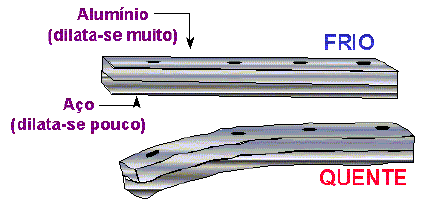 Alumínio
(dilata-se muito)
FRIO
Aço
(dilata-se pouco)
QUENTE